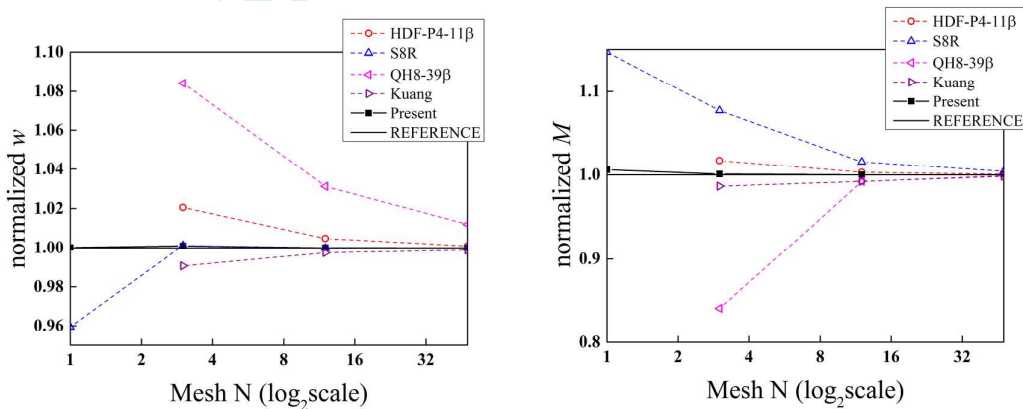 HDF-P4-11β
S8R
QH8-39β
Kuang
Present
REFERENCE
1.10
1.08
1.06
1.04
1.02
1.00
0.98
0.96
normalized w
1 2 4 8 16 32
Mesh N (log2scale)
HDF-P4-11β
S8R
QH8-39β
Kuang
Present
REFERENCE
1.1
1.0
0.9
0.8
normalized M
1 2 4 8 16 32
Mesh N (log2scale)